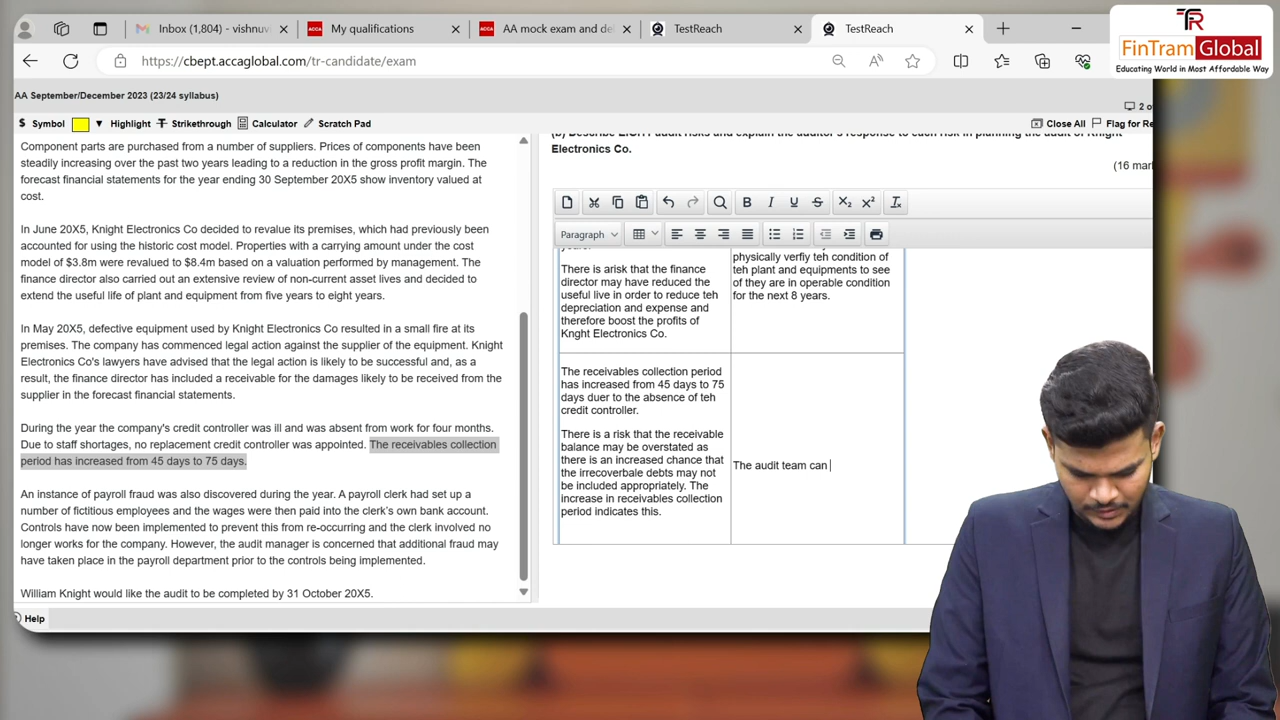 Inbox (1,804) - vishnuv
My qualifications
AA mock exam and de
TestReach
TestReach
https://cbept.accaglobal.com/tr-candidate/exam
FR
FinTram Global
Educating World in Most Affordable Way
AA September/December 2023 (23/24 syllabus)
2 o
$ Symbol Highlight Strikethrough Calculator Scratch Pad
Close All Flag for Re
Component parts are purchased from a number of suppliers. Prices of components have been
steadily increasing over the past two years leading to a reduction in the gross profit margin. The
forecast financial statements for the year ending 30 September 20X5 show inventory valued at
cost.
In June 20X5, Knight Electronics Co decided to revalue its premises, which had previously been
accounted for using the historic cost model. Properties with a carrying amount under the cost
model of $3.8m were revalued to $8.4m based on a valuation performed by management. The
finance director also carried out an extensive review of non-current asset lives and decided to
extend the useful life of plant and equipment from five years to eight years.
In May 20X5, defective equipment used by Knight Electronics Co resulted in a small fire at its
premises. The company has commenced legal action against the supplier of the equipment. Knight
Electronics Co's lawyers have advised that the legal action is likely to be successful and, as a
result, the finance director has included a receivable for the damages likely to be received from the
supplier in the forecast financial statements.
During the year the company's credit controller was ill and was absent from work for four months.
Due to staff shortages, no replacement credit controller was appointed. The receivables collection
period has increased from 45 days to 75 days.
An instance of payroll fraud was also discovered during the year. A payroll clerk had set up a
number of fictitious employees and the wages were then paid into the clerk's own bank account.
Controls have now been implemented to prevent this from re-occurring and the clerk involved no
longer works for the company. However, the audit manager is concerned that additional fraud may
have taken place in the payroll department prior to the controls being implemented.
William Knight would like the audit to be completed by 31 October 20X5.
Help
(b) Describe EIGHT audit risks and explain the auditor's response to each risk in planning the audit of Knight
Electronics Co.
(16 mar
Paragraph
There is arisk that the finance
director may have reduced the
useful live in order to reduce teh
depreciation and expense and
therefore boost the profits of
Knght Electronics Co.
physically verfiy teh condition of
teh plant and equipments to see
of they are in operable condition
for the next 8 years.
The receivables collection period
has increased from 45 days to 75
days duer to the absence of teh
credit controller.
There is a risk that the receivable
balance may be overstated as
there is an increased chance that
the irrecoverbale debts may not
be included appropriately. The
increase in receivables collection
period indicates this.
The audit team can